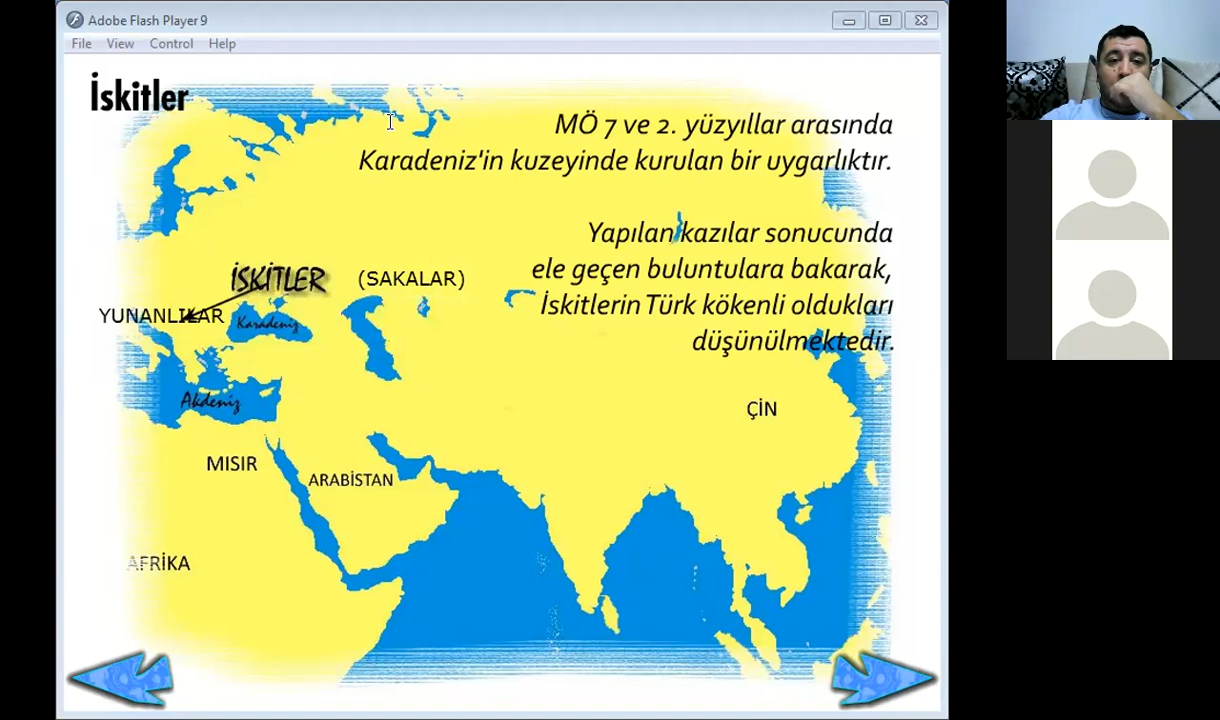 Adobe Flash Player 9
File View Control Help
İskitler
MÖ 7 ve 2. yüzyıllar arasında
Karadeniz'in kuzeyinde kurulan bir uygarlıktır.
Yapılan kazılar sonucunda
ele geçen buluntulara bakarak,
İskitlerin Türk kökenli oldukları
düşünülmektedir.
İSKİTLER (SAKALAR)
YUNANLILAR
Karadeniz
Akdeniz
ÇİN
MISIR
ARABİSTAN
AFRİKA